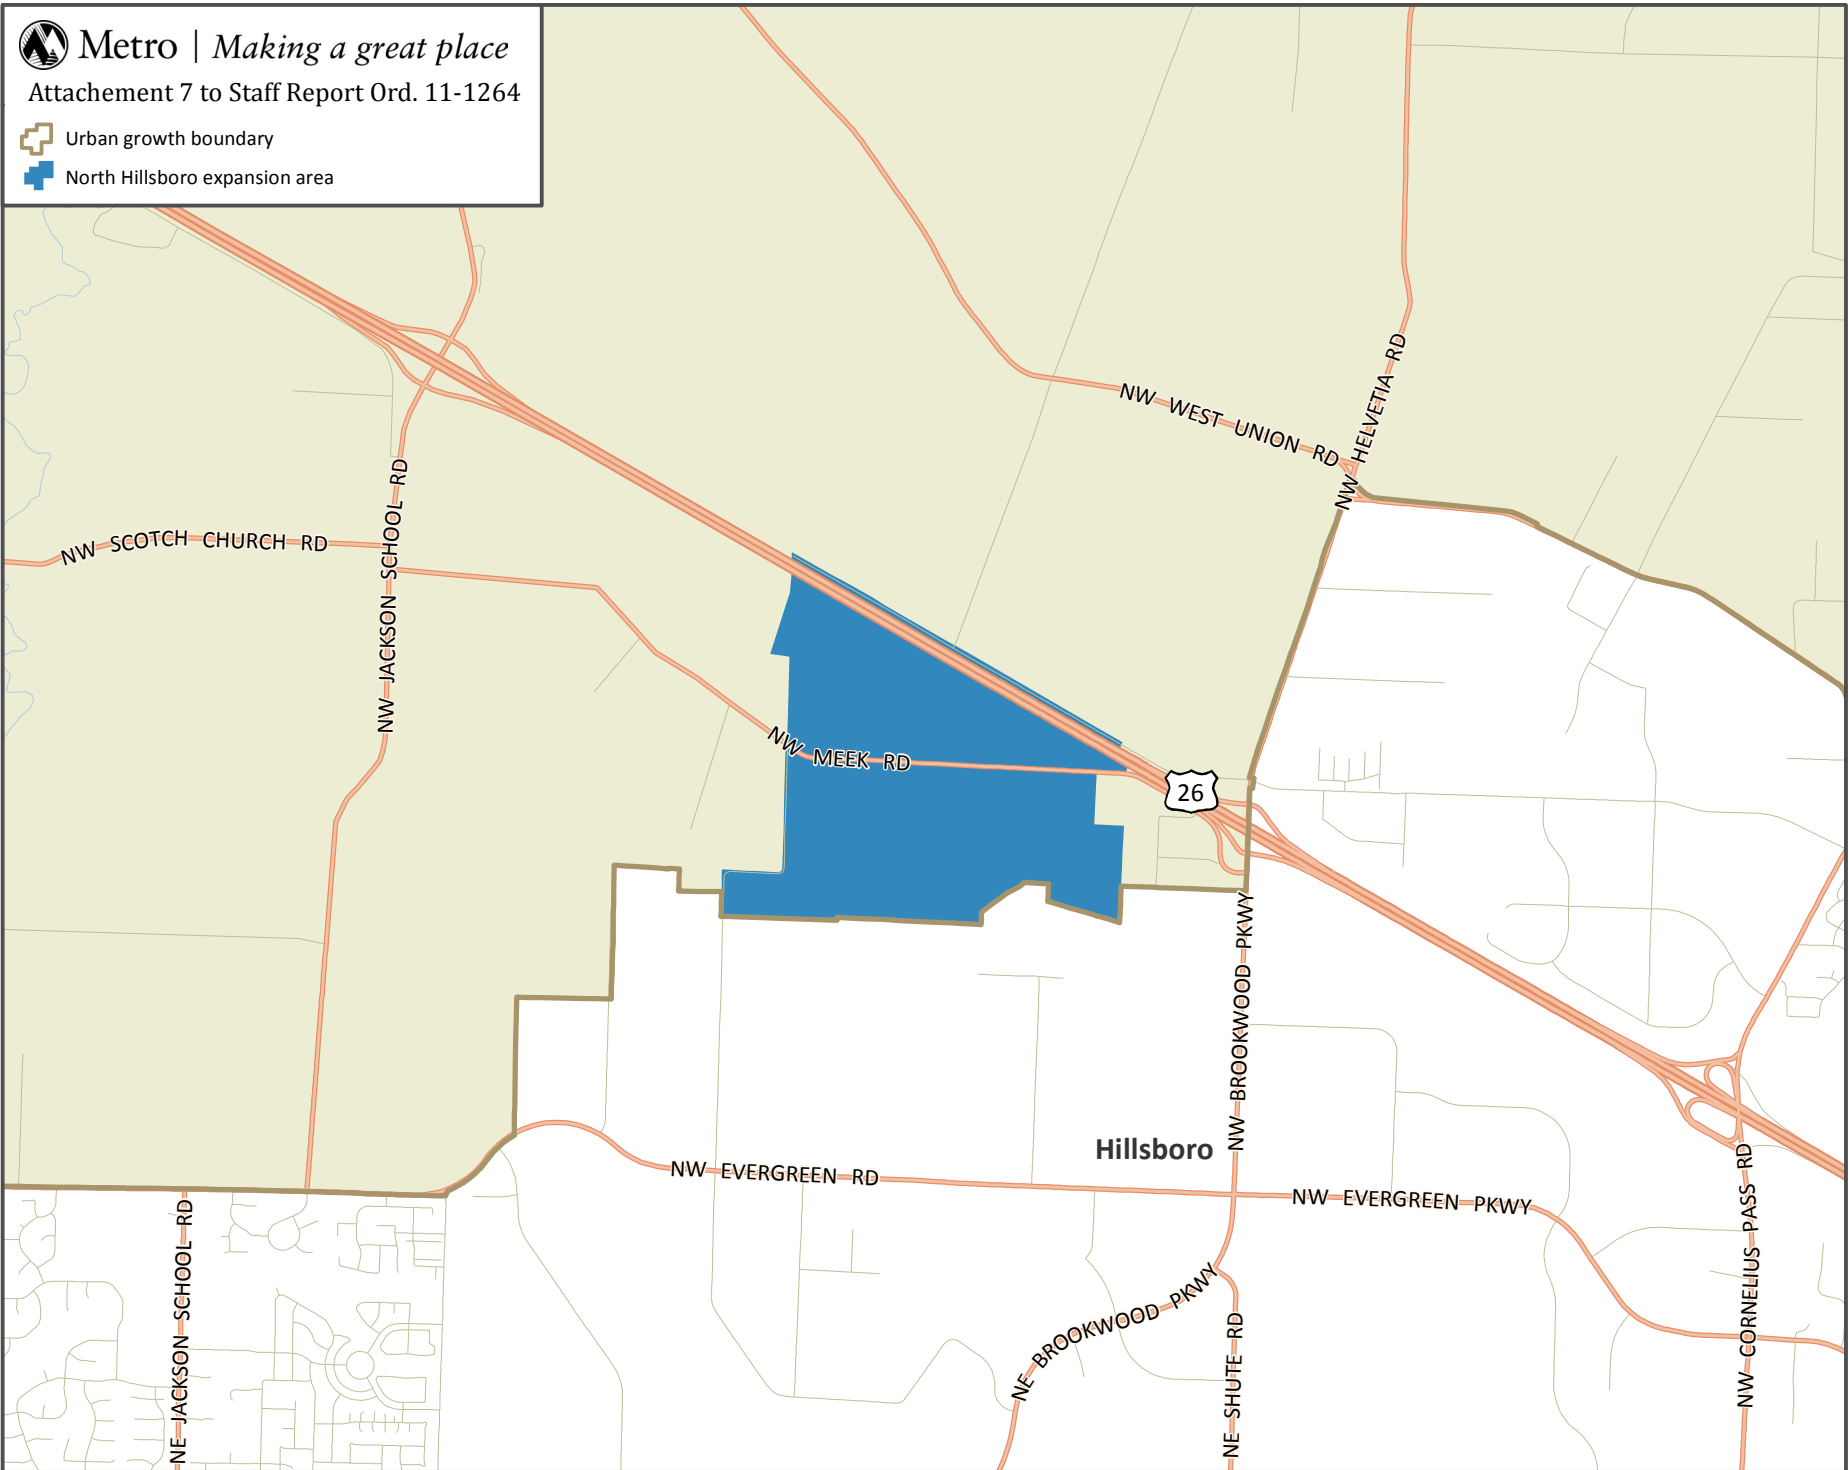 Metro | Making a great place
Attachement 7 to Staff Report Ord. 11-1264
Urban growth boundary
North Hillsboro expansion area
NW HELVETIA RD
NW WEST UNION RD
NW JACKSON SCHOOL RD
NW SCOTCH CHURCH RD
NW MEEK RD
26
NW BROOKWOOD PKWY
Hillsboro
NW EVERGREEN RD
NW EVERGREEN PKWY
NW CORNELIUS PASS RD
NE JACKSON SCHOOL RD
NE BROOKWOOD PKWY
NE SHUTE RD